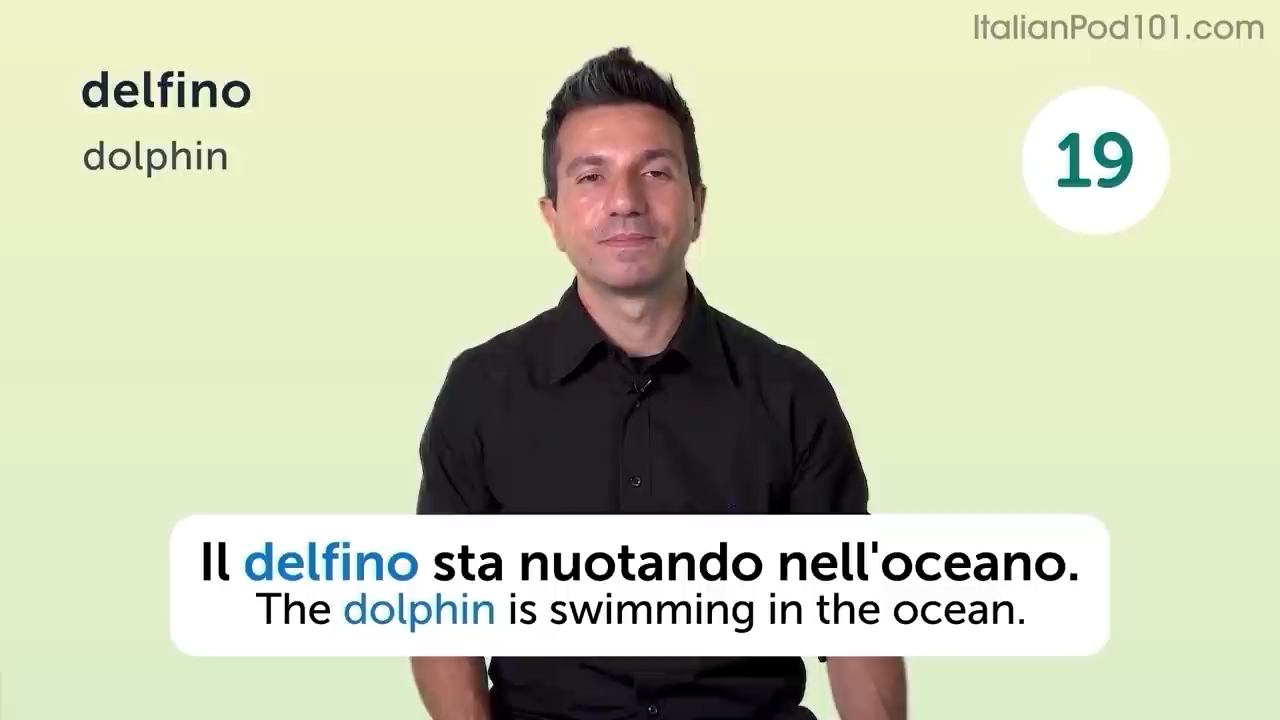 ItalianPod101.com
delfino
dolphin
19
Il delfino sta nuotando nell'oceano.
The dolphin is swimming in the ocean.